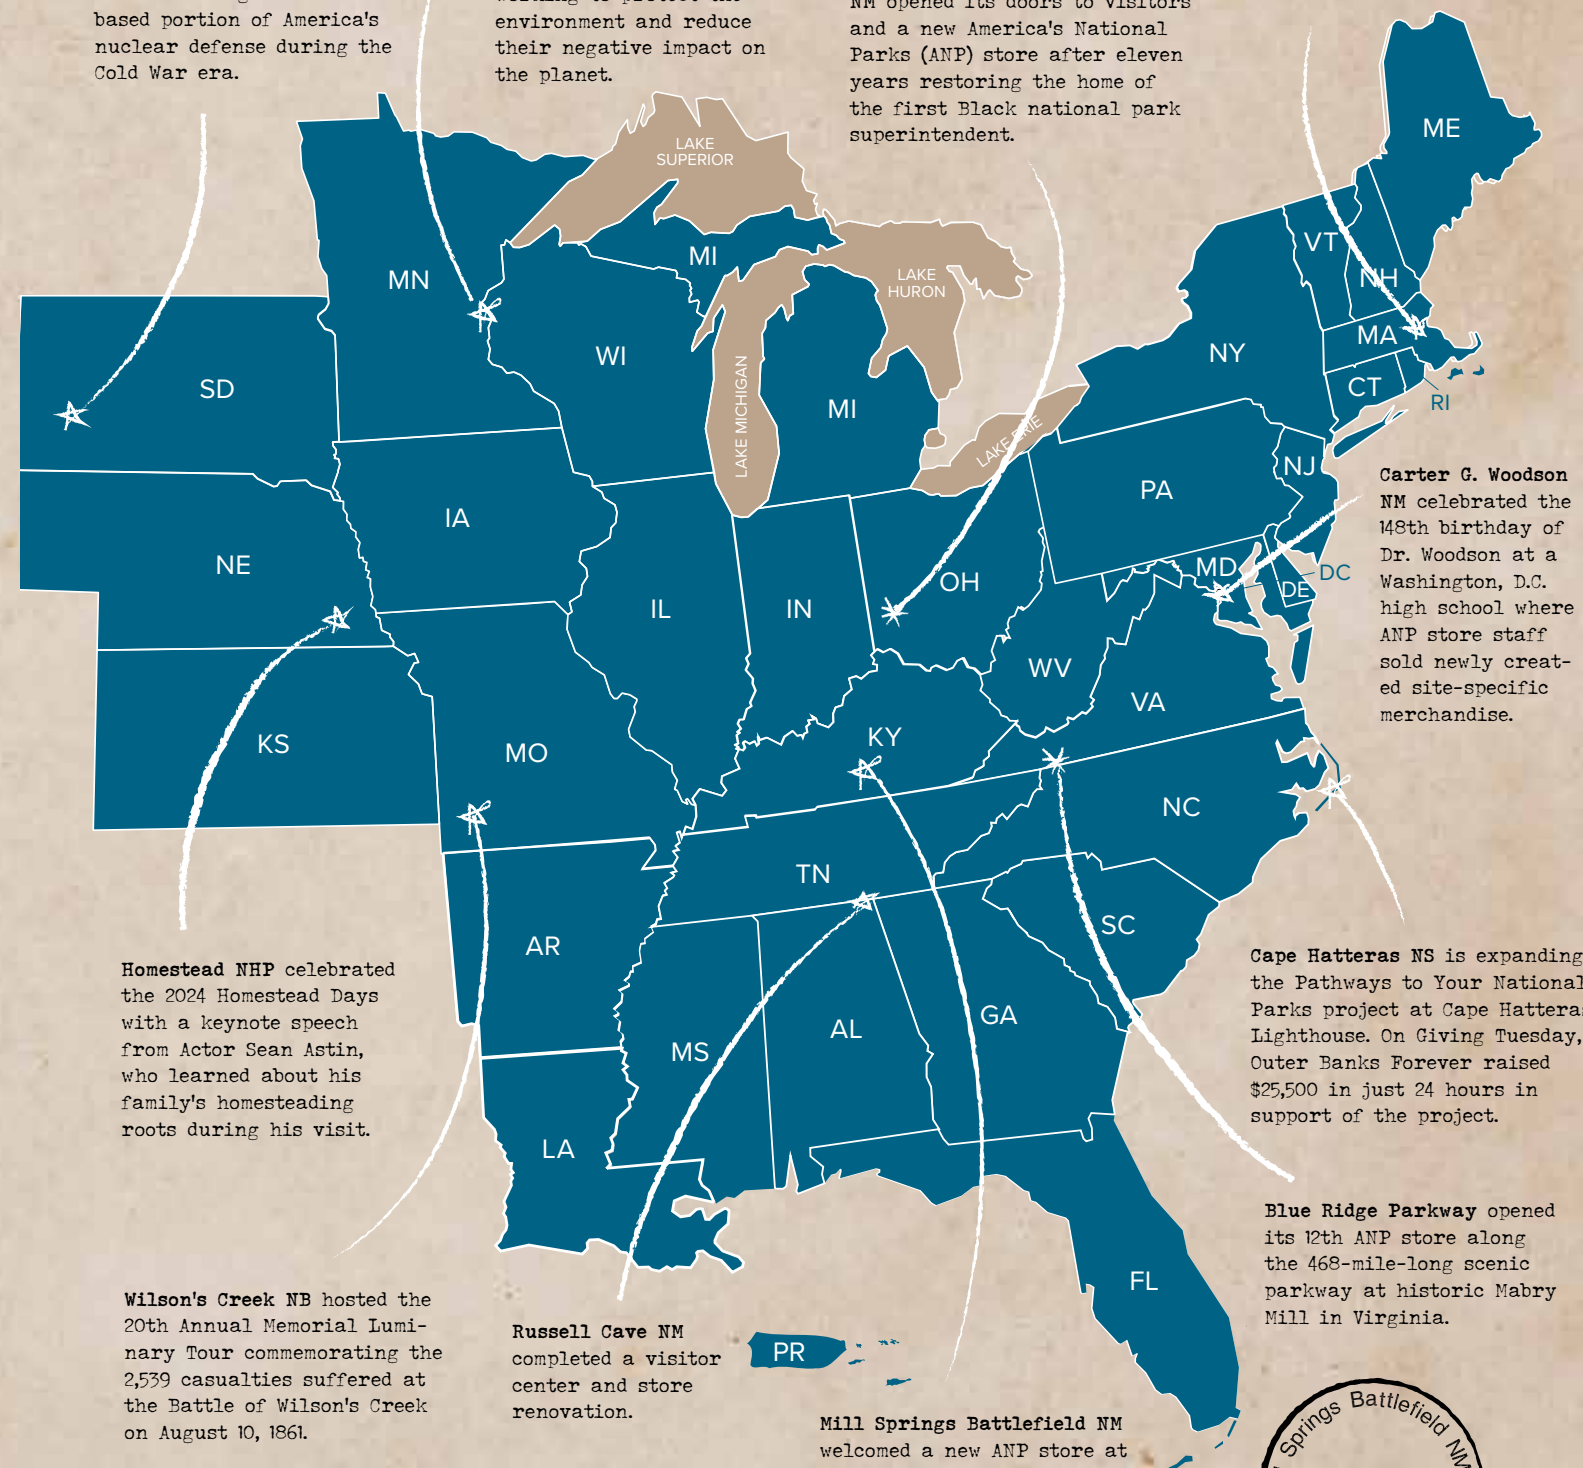 based portion of America's
nuclear defense during the
Cold War era.
environment and reduce
their negative impact on
the planet.
NM opened its doors to visitors
and a new America's National
Parks (ANP) store after eleven
years restoring the home of
the first Black national park
superintendent.
ME
LAKE
SUPERIOR
VT
MI
MN
LAKE
HURON
NH
MA
WI
NY
SD
LAKE MICHIGAN
MI
CT
RI
LAKE ERIE
NJ
PA
IA
Carter G. Woodson
NM celebrated the
148th birthday of
Dr. Woodson at a
Washington, D.C.
high school where
ANP store staff
sold newly creat-
ed site-specific
merchandise.
NE
MD
DC
DE
OH
IL
IN
WV
VA
KS
MO
KY
NC
TN
SC
AR
GA
AL
MS
LA
FL
Homestead NHP celebrated
the 2024 Homestead Days
with a keynote speech
from Actor Sean Astin,
who learned about his
family's homesteading
roots during his visit.
Cape Hatteras NS is expanding
the Pathways to Your National
Parks project at Cape Hatteras
Lighthouse. On Giving Tuesday,
Outer Banks Forever raised
$25,500 in just 24 hours in
support of the project.
Blue Ridge Parkway opened
its 12th ANP store along
the 468-mile-long scenic
parkway at historic Mabry
Mill in Virginia.
Wilson's Creek NB hosted the
20th Annual Memorial Lumi-
nary Tour commemorating the
2,539 casualties suffered at
the Battle of Wilson's Creek
on August 10, 1861.
Russell Cave NM
completed a visitor
center and store
renovation.
PR
Mill Springs Battlefield NM
welcomed a new ANP store at
Springs Battlefield NM